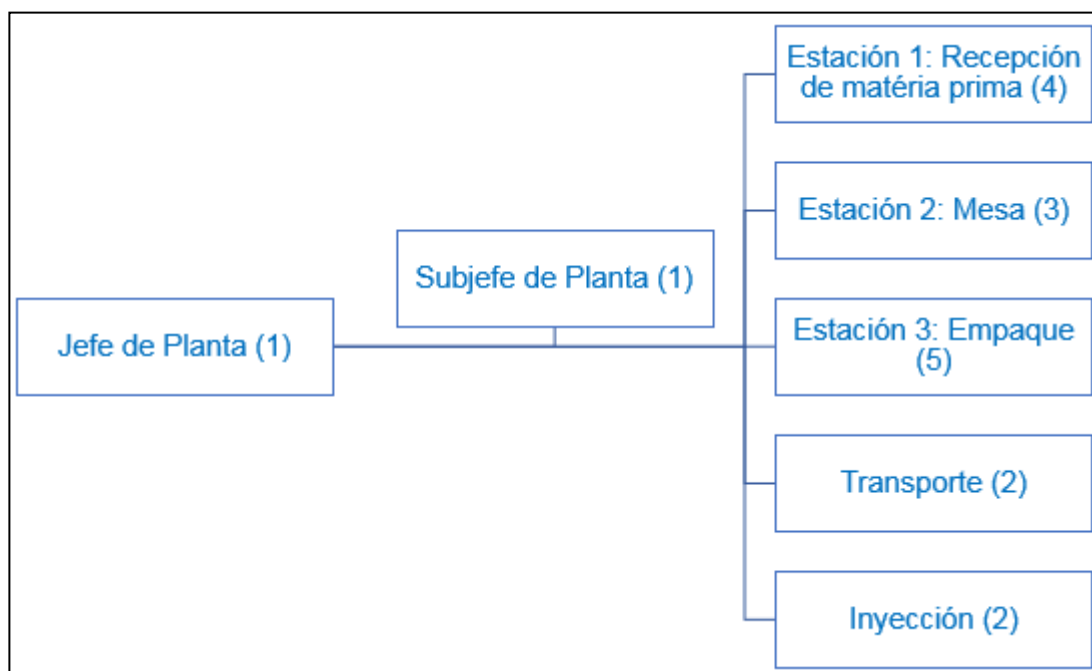 Estación 1: Recepción
de matéria prima (4)
Estación 2: Mesa (3)
Subjefe de Planta (1)
Jefe de Planta (1)
Estación 3: Empaque
(5)
Transporte (2)
Inyección (2)